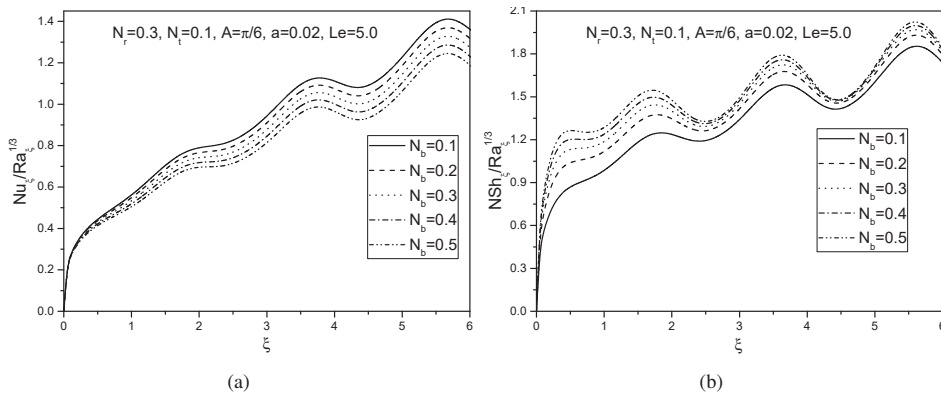 N_r=0.3, N_t=0.1, A=π/6, a=0.02, Le=5.0
Nu_ξ/Ra_ξ^1/3
1.4
1.2
1.0
0.8
0.6
0.4
0.2
0.0
N_b=0.1
N_b=0.2
N_b=0.3
N_b=0.4
N_b=0.5
0 1 2 3 4 5 6
ξ
(a)
N_r=0.3, N_t=0.1, A=π/6, a=0.02, Le=5.0
NSh_ξ/Ra_ξ^1/3
2.1
1.8
1.5
1.2
0.9
0.6
0.3
0.0
N_b=0.1
N_b=0.2
N_b=0.3
N_b=0.4
N_b=0.5
0 1 2 3 4 5 6
ξ
(b)